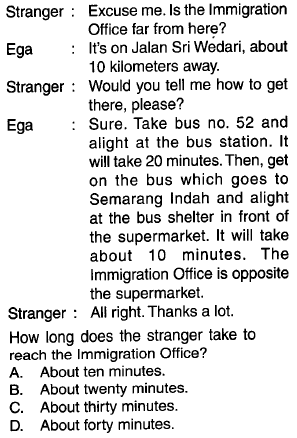 Stranger : Excuse me. Is the Immigration
Office far from here?
Ega : It's on Jalan Sri Wedari, about
10 kilometers away.
Stranger : Would you tell me how to get
there, please?
Ega : Sure. Take bus no. 52 and
alight at the bus station. It
will take 20 minutes. Then, get
on the bus which goes to
Semarang Indah and alight
at the bus shelter in front of
the supermarket. It will take
about 10 minutes. The
Immigration Office is opposite
the supermarket.
Stranger : All right. Thanks a lot.
How long does the stranger take to
reach the Immigration Office?
A. About ten minutes.
B. About twenty minutes.
C. About thirty minutes.
D. About forty minutes.